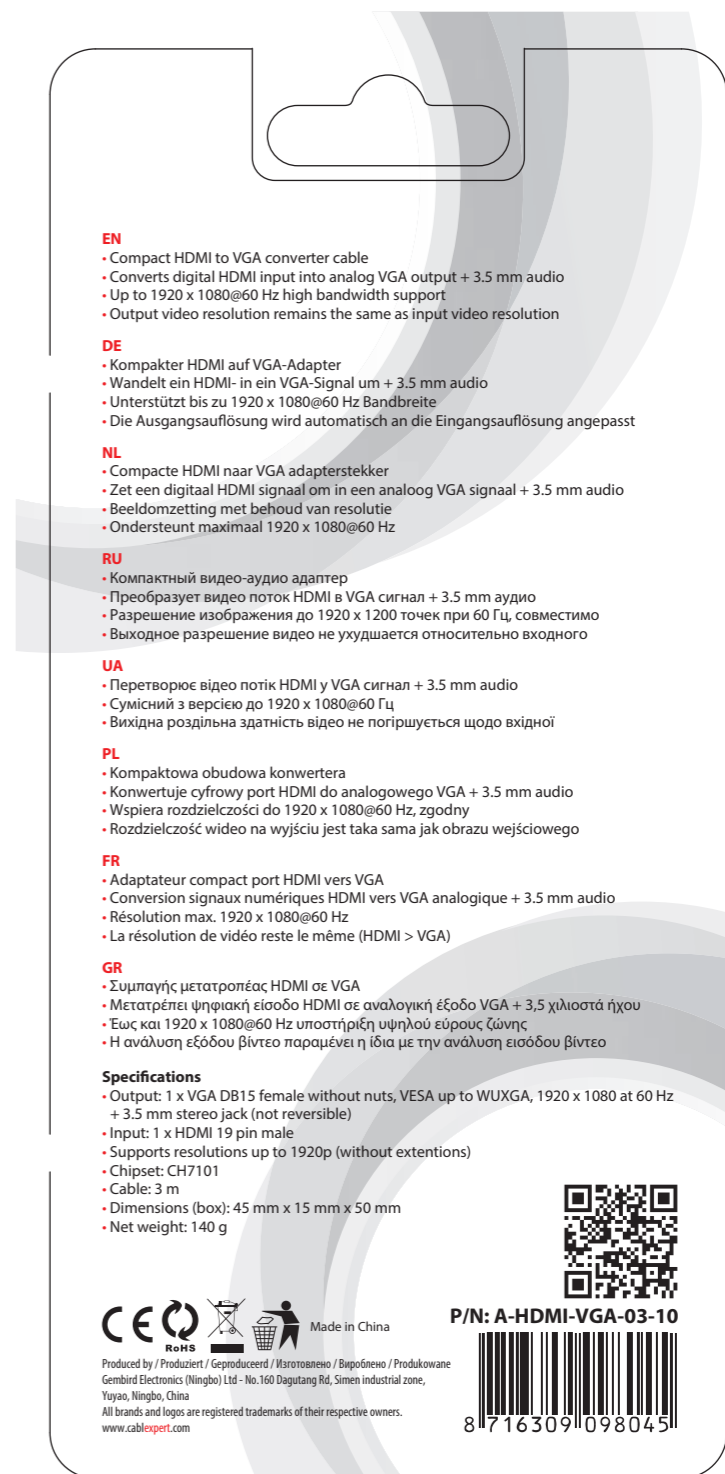 EN
• Compact HDMI to VGA converter cable
• Converts digital HDMI input into analog VGA output + 3.5 mm audio
• Up to 1920 x 1080@60 Hz high bandwidth support
• Output video resolution remains the same as input video resolution
DE
• Kompakter HDMI auf VGA-Adapter
• Wandelt ein HDMI- in ein VGA-Signal um + 3.5 mm audio
• Unterstützt bis zu 1920 x 1080@60 Hz Bandbreite
• Die Ausgangsauflösung wird automatisch an die Eingangsauflösung angepasst
NL
• Compacte HDMI naar VGA adapterstekker
• Zet een digitaal HDMI signaal om in een analoog VGA signaal + 3.5 mm audio
• Beeldomzetting met behoud van resolutie
• Ondersteunt maximaal 1920 x 1080@60 Hz
RU
• Компактный видео-аудио адаптер
• Преобразует видео поток HDMI в VGA сигнал + 3.5 mm аудио
• Разрешение изображения до 1920 x 1200 точек при 60 Гц, совместимо
• Выходное разрешение видео не ухудшается относительно входного
UA
• Перетворює відео потік HDMI у VGA сигнал + 3.5 mm audio
• Сумісний з версією до 1920 x 1080@60 Гц
• Вихідна роздільна здатність відео не погіршується щодо вхідної
PL
• Kompaktowa obudowa konwertera
• Konwertuje cyfrowy port HDMI do analogowego VGA + 3.5 mm audio
• Wspiera rozdzielczości do 1920 x 1080@60 Hz, zgodny
• Rozdzielczość wideo na wyjściu jest taka sama jak obrazu wejściowego
FR
• Adaptateur compact port HDMI vers VGA
• Conversion signaux numériques HDMI vers VGA analogique + 3.5 mm audio
• Résolution max. 1920 x 1080@60 Hz
• La résolution de vidéo reste le même (HDMI > VGA)
GR
• Συμπαγής μετατροπέας HDMI σε VGA
• Μετατρέπει ψηφιακή είσοδο HDMI σε αναλογική έξοδο VGA + 3,5 χιλιοστά ήχου
• Έως και 1920 x 1080@60 Hz υποστήριξη υψηλού εύρους ζώνης
• Η ανάλυση εξόδου βίντεο παραμένει η ίδια με την ανάλυση εισόδου βίντεο
Specifications
• Output: 1 x VGA DB15 female without nuts, VESA up to WUXGA, 1920 x 1080 at 60 Hz
+ 3.5 mm stereo jack (not reversible)
• Input: 1 x HDMI 19 pin male
• Supports resolutions up to 1920p (without extentions)
• Chipset: CH7101
• Cable: 3 m
• Dimensions (box): 45 mm x 15 mm x 50 mm
• Net weight: 140 g
P/N: A-HDMI-VGA-03-10
CE
RoHS
Made in China
Produced by / Produziert / Geproduceerd / Изготовлено / Вироблено / Produkowane
Gembird Electronics (Ningbo) Ltd - No.160 Dagutang Rd, Simen industrial zone,
Yuyao, Ningbo, China
All brands and logos are registered trademarks of their respective owners.
www.cablexpert.com
8 716309 098045